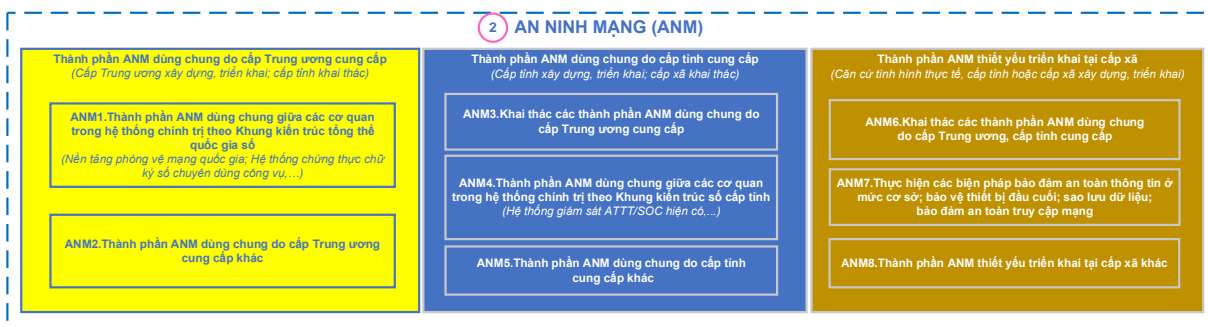 2 AN NINH MẠNG (ANM)
Thành phần ANM dùng chung do cấp Trung ương cung cấp
(Cấp Trung ương xây dựng, triển khai; cấp tỉnh khai thác)
ANM1.Thành phần ANM dùng chung giữa các cơ quan
trong hệ thống chính trị theo Khung kiến trúc tổng thể
quốc gia số
(Nền tảng phòng vệ mạng quốc gia; Hệ thống chứng thực chữ
ký số chuyên dùng công vụ,...)
ANM2.Thành phần ANM dùng chung do cấp Trung ương
cung cấp khác
Thành phần ANM dùng chung do cấp tỉnh cung cấp
(Cấp tỉnh xây dựng, triển khai; cấp xã khai thác)
ANM3.Khai thác các thành phần ANM dùng chung do
cấp Trung ương cung cấp
ANM4.Thành phần ANM dùng chung giữa các cơ quan
trong hệ thống chính trị theo Khung kiến trúc số cấp tỉnh
(Hệ thống giám sát ATTT/SOC hiện có,...)
ANM5.Thành phần ANM dùng chung do cấp tỉnh
cung cấp khác
Thành phần ANM thiết yếu triển khai tại cấp xã
(Căn cứ tình hình thực tế, cấp tỉnh hoặc cấp xã xây dựng, triển khai)
ANM6.Khai thác các thành phần ANM dùng chung
do cấp Trung ương, cấp tỉnh cung cấp
ANM7.Thực hiện các biện pháp bảo đảm an toàn thông tin ở
mức cơ sở; bảo vệ thiết bị đầu cuối; sao lưu dữ liệu;
bảo đảm an toàn truy cập mạng
ANM8.Thành phần ANM thiết yếu triển khai tại cấp xã khác